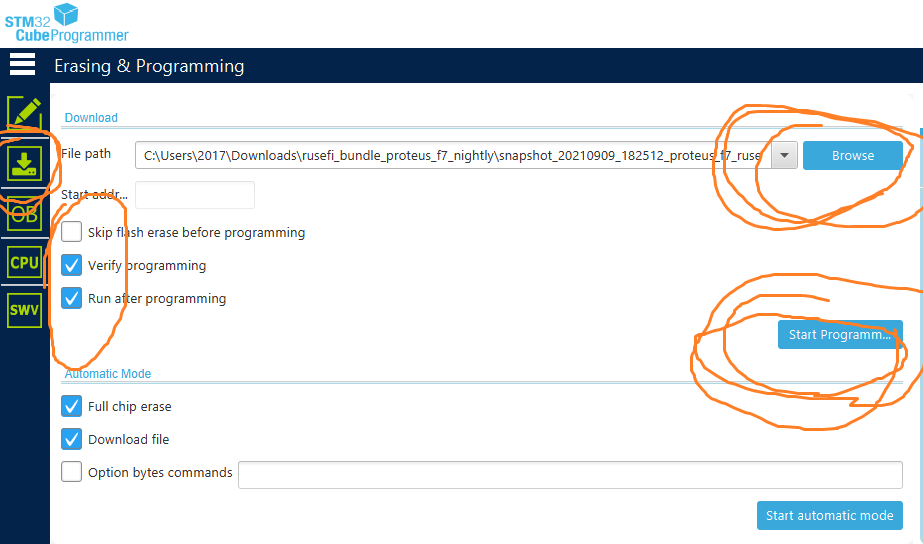 STM32
CubeProgrammer
Erasing & Programming
Download
File path
C:\Users\2017\Downloads\rusefi_bundle_proteus_f7_nightly\snapshot_20210909_182512_proteus_f7_ruse
Browse
Start addr...
OB
Skip flash erase before programming
CPU
Verify programming
Run after programming
SWV
Start Programm...
Automatic Mode
Full chip erase
Download file
Option bytes commands
Start automatic mode